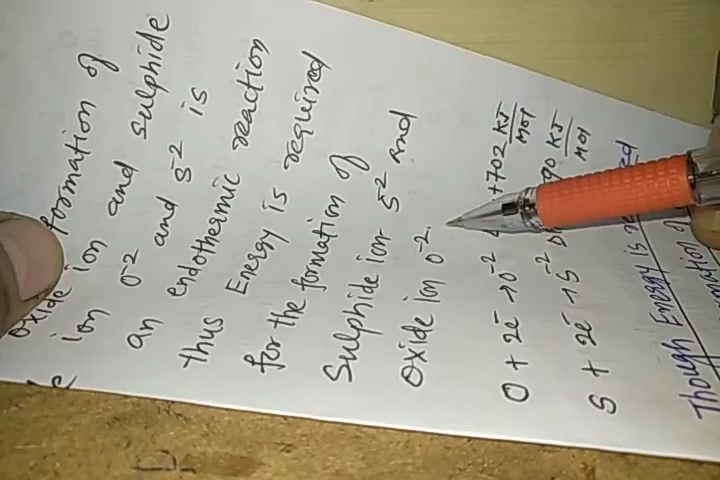 Oxide ion formation of
ion O-2 and sulphide
ion and S-2 is
an endothermic reaction
thus Energy is required
for the formation of
Sulphide ion S-2 and
Oxide Ion O-2.
O + 2e- → O-2 +702 KJ/Mol
S + 2e- → S-2 90 KJ/Mol
Though Energy is